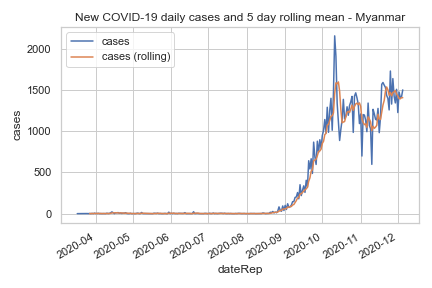 New COVID-19 daily cases and 5 day rolling mean - Myanmar
cases
cases (rolling)
2000
1500
1000
500
0
cases
2020-04
2020-05
2020-06
2020-07
2020-08
2020-09
2020-10
2020-11
2020-12
dateRep